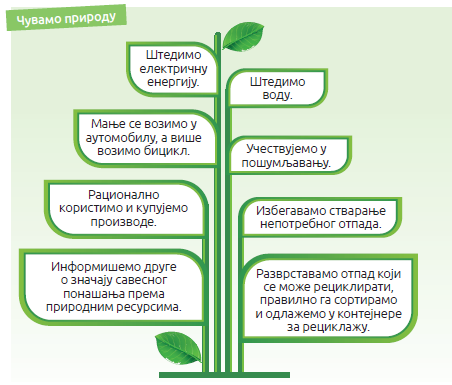 Чувамо природу
Штедимо
електричну
енергију.
Штедимо
воду.
Мање се возимо у
аутомобилу, а више
возимо бицикл.
Учествујемо у
пошумљавању.
Рационално
користимо и купујемо
производе.
Избегавамо стварање
непотребног отпада.
Информишемо друге
о значају савесног
понашања према
природним ресурсима.
Разврставамо отпад који
се може рециклирати,
правилно га сортирамо
и одлажемо у контејнере
за рециклажу.